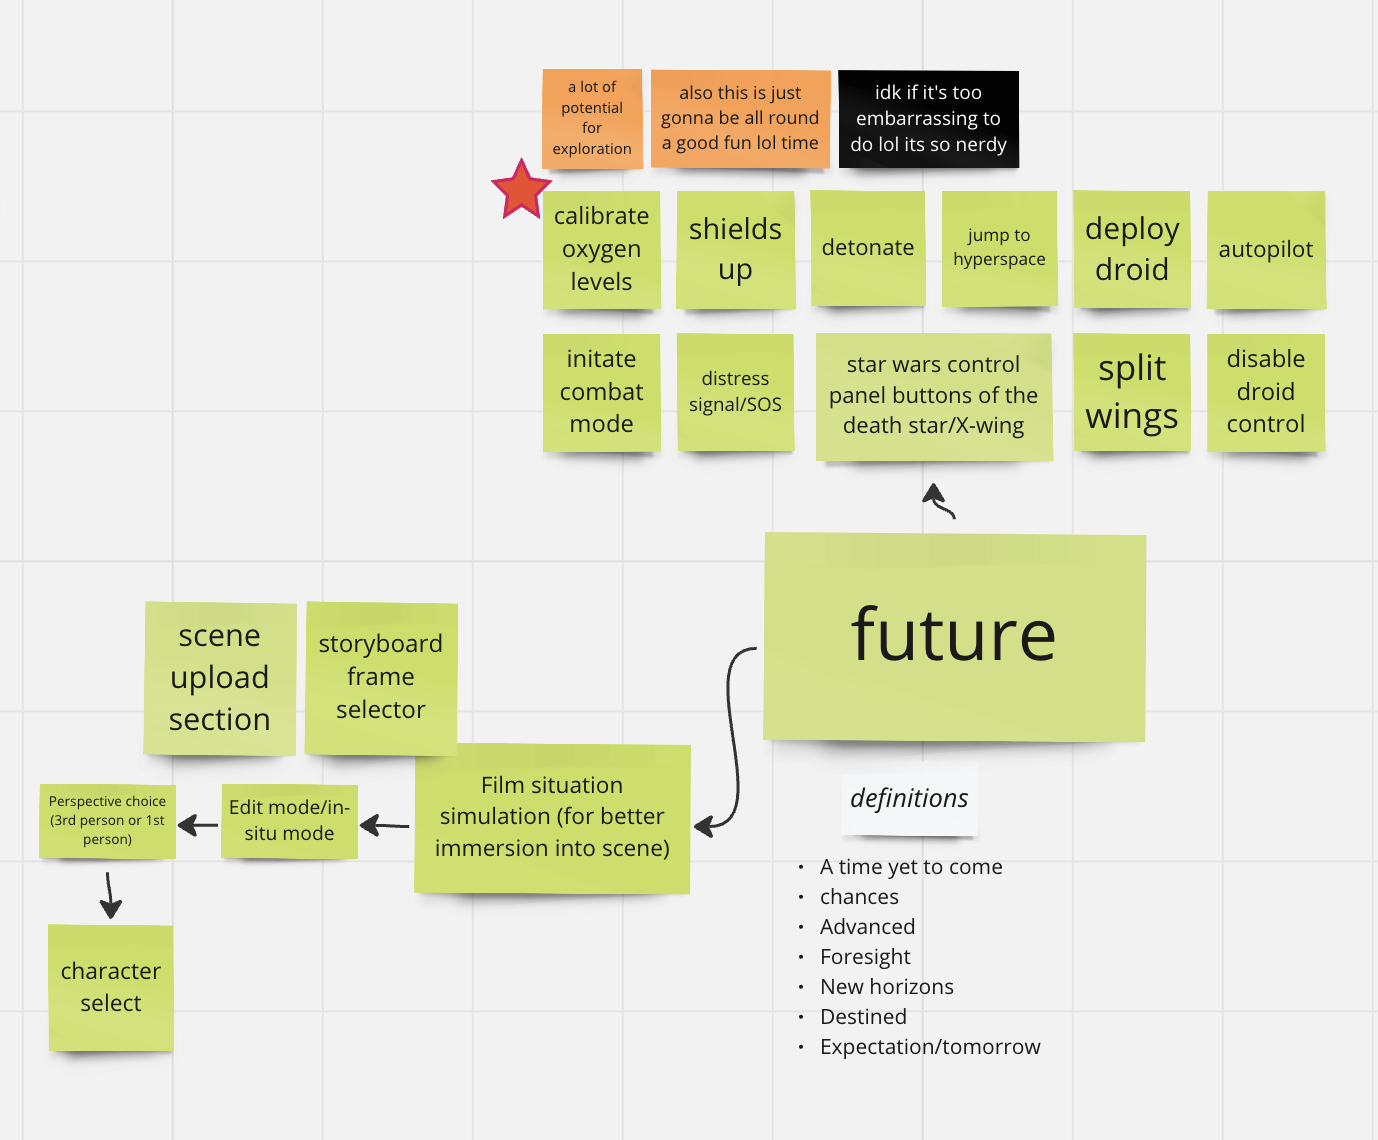 a lot of
potential
for
exploration
also this is just
gonna be all round
a good fun lol time
idk if it's too
embarrassing to
do lol its so nerdy
calibrate
oxygen
levels
shields
up
detonate
jump to
hyperspace
deploy
droid
autopilot
initate
combat
mode
distress
signal/SOS
star wars control
panel buttons of the
death star/X-wing
split
wings
disable
droid
control
future
scene
upload
section
storyboard
frame
selector
Film situation
simulation (for better
immersion into scene)
Edit mode/in-
situ mode
Perspective choice
(3rd person or 1st
person)
character
select
definitions
• A time yet to come
• chances
• Advanced
• Foresight
• New horizons
• Destined
• Expectation/tomorrow